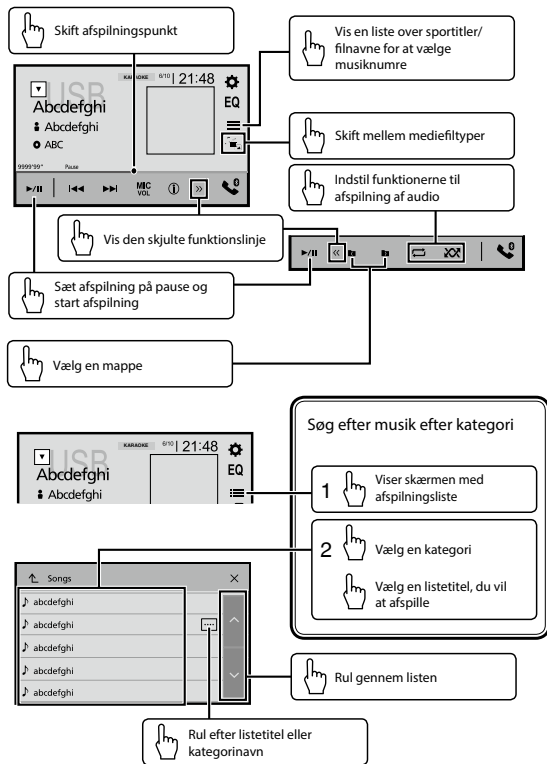 Skift afspilningspunkt
Vis en liste over sportitler/
filnavne for at vælge
musiknumre
USB
KARAOKE 6/10 21:48
EQ
Abcdefghi
Abcdefghi
ABC
9999'99" Pause
MIC
VOL
Skift mellem mediefiltyper
Indstil funktionerne til
afspilning af audio
Vis den skjulte funktionslinje
Sæt afspilning på pause og
start afspilning
Vælg en mappe
Søg efter musik efter kategori
USB
KARAOKE 6/10 21:48
EQ
Abcdefghi
Abcdefghi
1 Viser skærmen med
afspilningsliste
2 Vælg en kategori
Vælg en listetitel, du vil
at afspille
Songs
abcdefghi
abcdefghi
abcdefghi
abcdefghi
abcdefghi
Rul gennem listen
Rul efter listetitel eller
kategorinavn